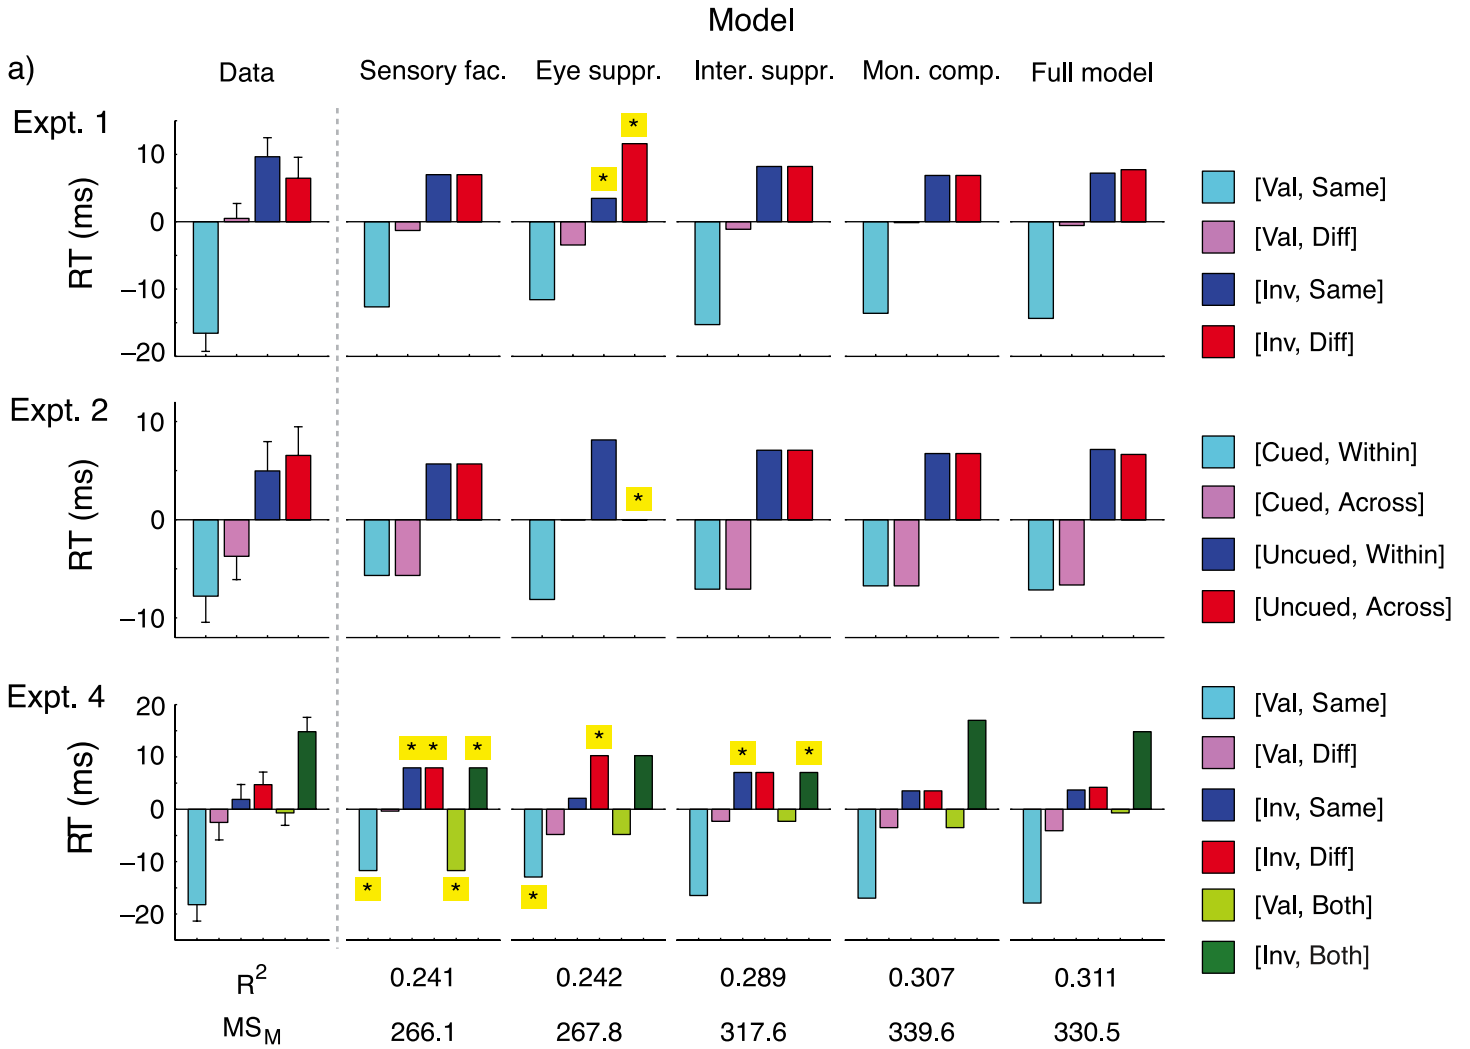 Model
a)
Data Sensory fac. Eye suppr. Inter. suppr. Mon. comp. Full model
Expt. 1
RT (ms)
10
0
−10
−20
* *
[Val, Same]
[Val, Diff]
[Inv, Same]
[Inv, Diff]
Expt. 2
RT (ms)
10
0
−10
*
[Cued, Within]
[Cued, Across]
[Uncued, Within]
[Uncued, Across]
Expt. 4
RT (ms)
20
10
0
−10
−20
* * * * * *
* * *
[Val, Same]
[Val, Diff]
[Inv, Same]
[Inv, Diff]
[Val, Both]
[Inv, Both]
R² 0.241 0.242 0.289 0.307 0.311
MS_M 266.1 267.8 317.6 339.6 330.5